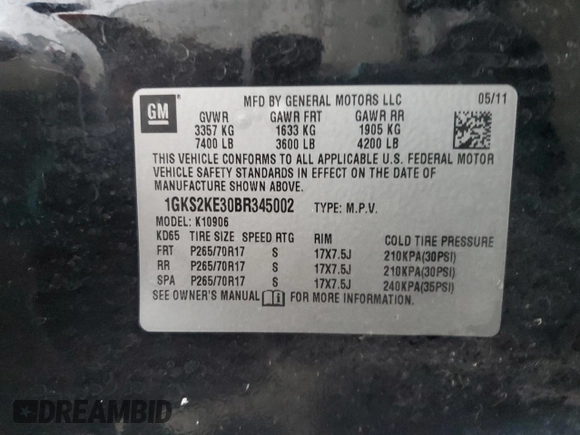 GM
MFD BY GENERAL MOTORS LLC 05/11
GVWR GAWR FRT GAWR RR
3357 KG 1633 KG 1905 KG
7400 LB 3600 LB 4200 LB
THIS VEHICLE CONFORMS TO ALL APPLICABLE U.S. FEDERAL MOTOR
VEHICLE SAFETY STANDARDS IN EFFECT ON THE DATE OF
MANUFACTURE SHOWN ABOVE.
1GKS2KE30BR345002 TYPE: M.P.V.
MODEL: K10906
KD65 TIRE SIZE SPEED RTG RIM COLD TIRE PRESSURE
FRT P265/70R17 S 17X7.5J 210KPA(30PSI)
RR P265/70R17 S 17X7.5J 210KPA(30PSI)
SPA P265/70R17 S 17X7.5J 240KPA(35PSI)
SEE OWNER'S MANUAL FOR MORE INFORMATION.
DREAMBID